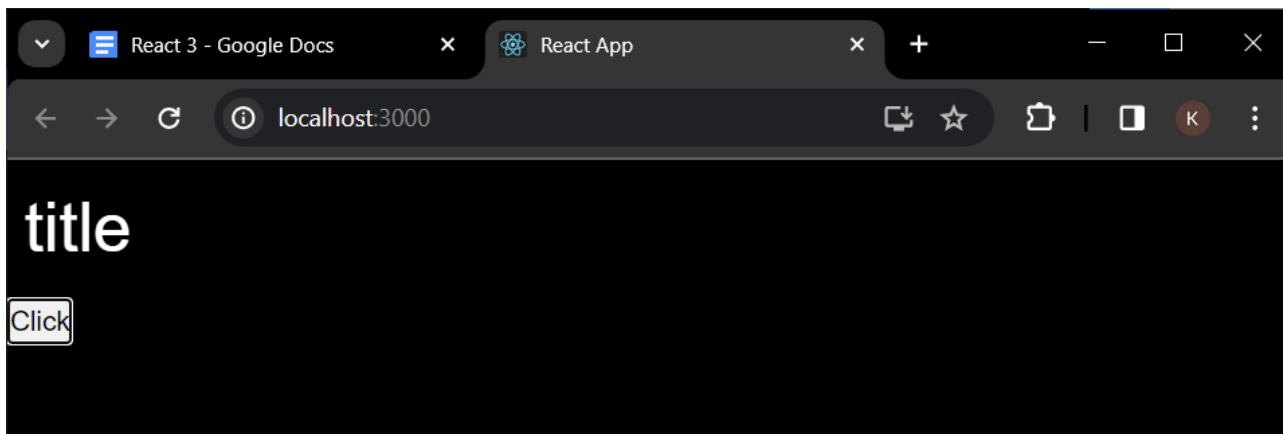 React 3 - Google Docs
React App
localhost:3000
K
title
Click